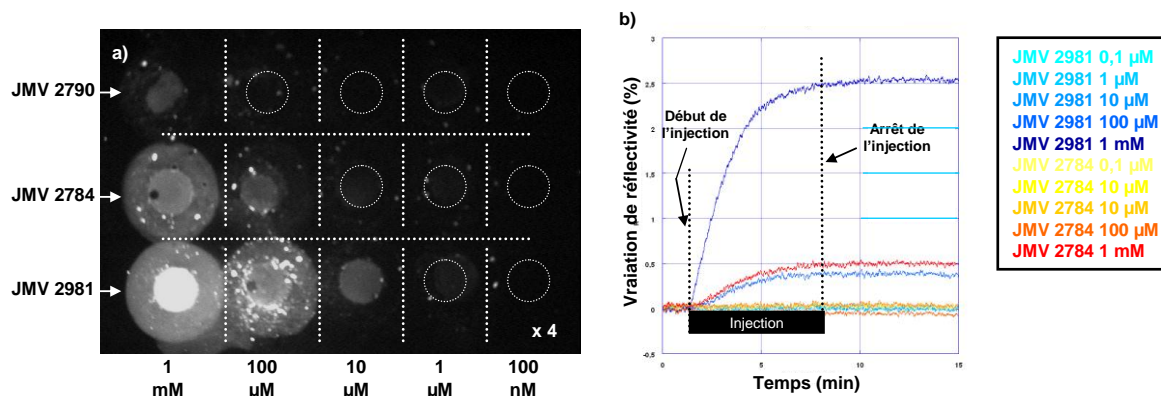 a)
JMV 2790
JMV 2784
JMV 2981
x 4
1
mM
100
µM
10
µM
1
µM
100
nM
b)
Vraiation de réflectivité (%)
3
2,5
2
1,5
1
0,5
0
-0,5
Début de
l'injection
Arrêt de
l'injection
Injection
0
5
10
15
Temps (min)
JMV 2981 0,1 µM
JMV 2981 1 µM
JMV 2981 10 µM
JMV 2981 100 µM
JMV 2981 1 mM
JMV 2784 0,1 µM
JMV 2784 10 µM
JMV 2784 10 µM
JMV 2784 100 µM
JMV 2784 1 mM